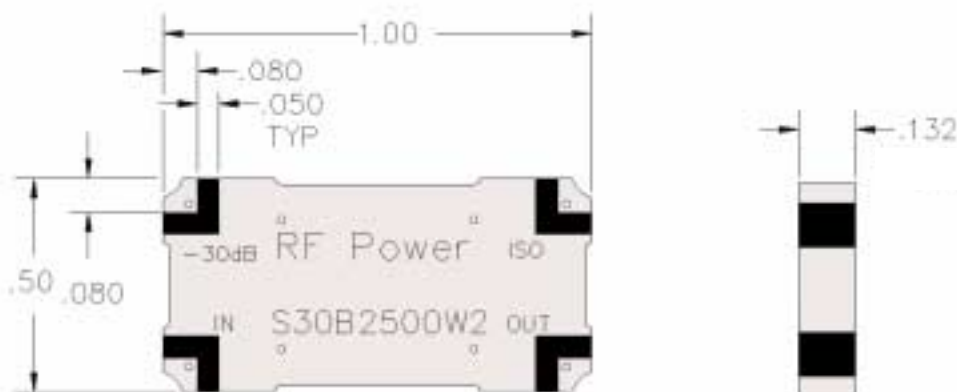 1.00
.080
.050
TYP
.132
-30dB RF Power ISO
.50
.080
IN S30B2500W2 OUT